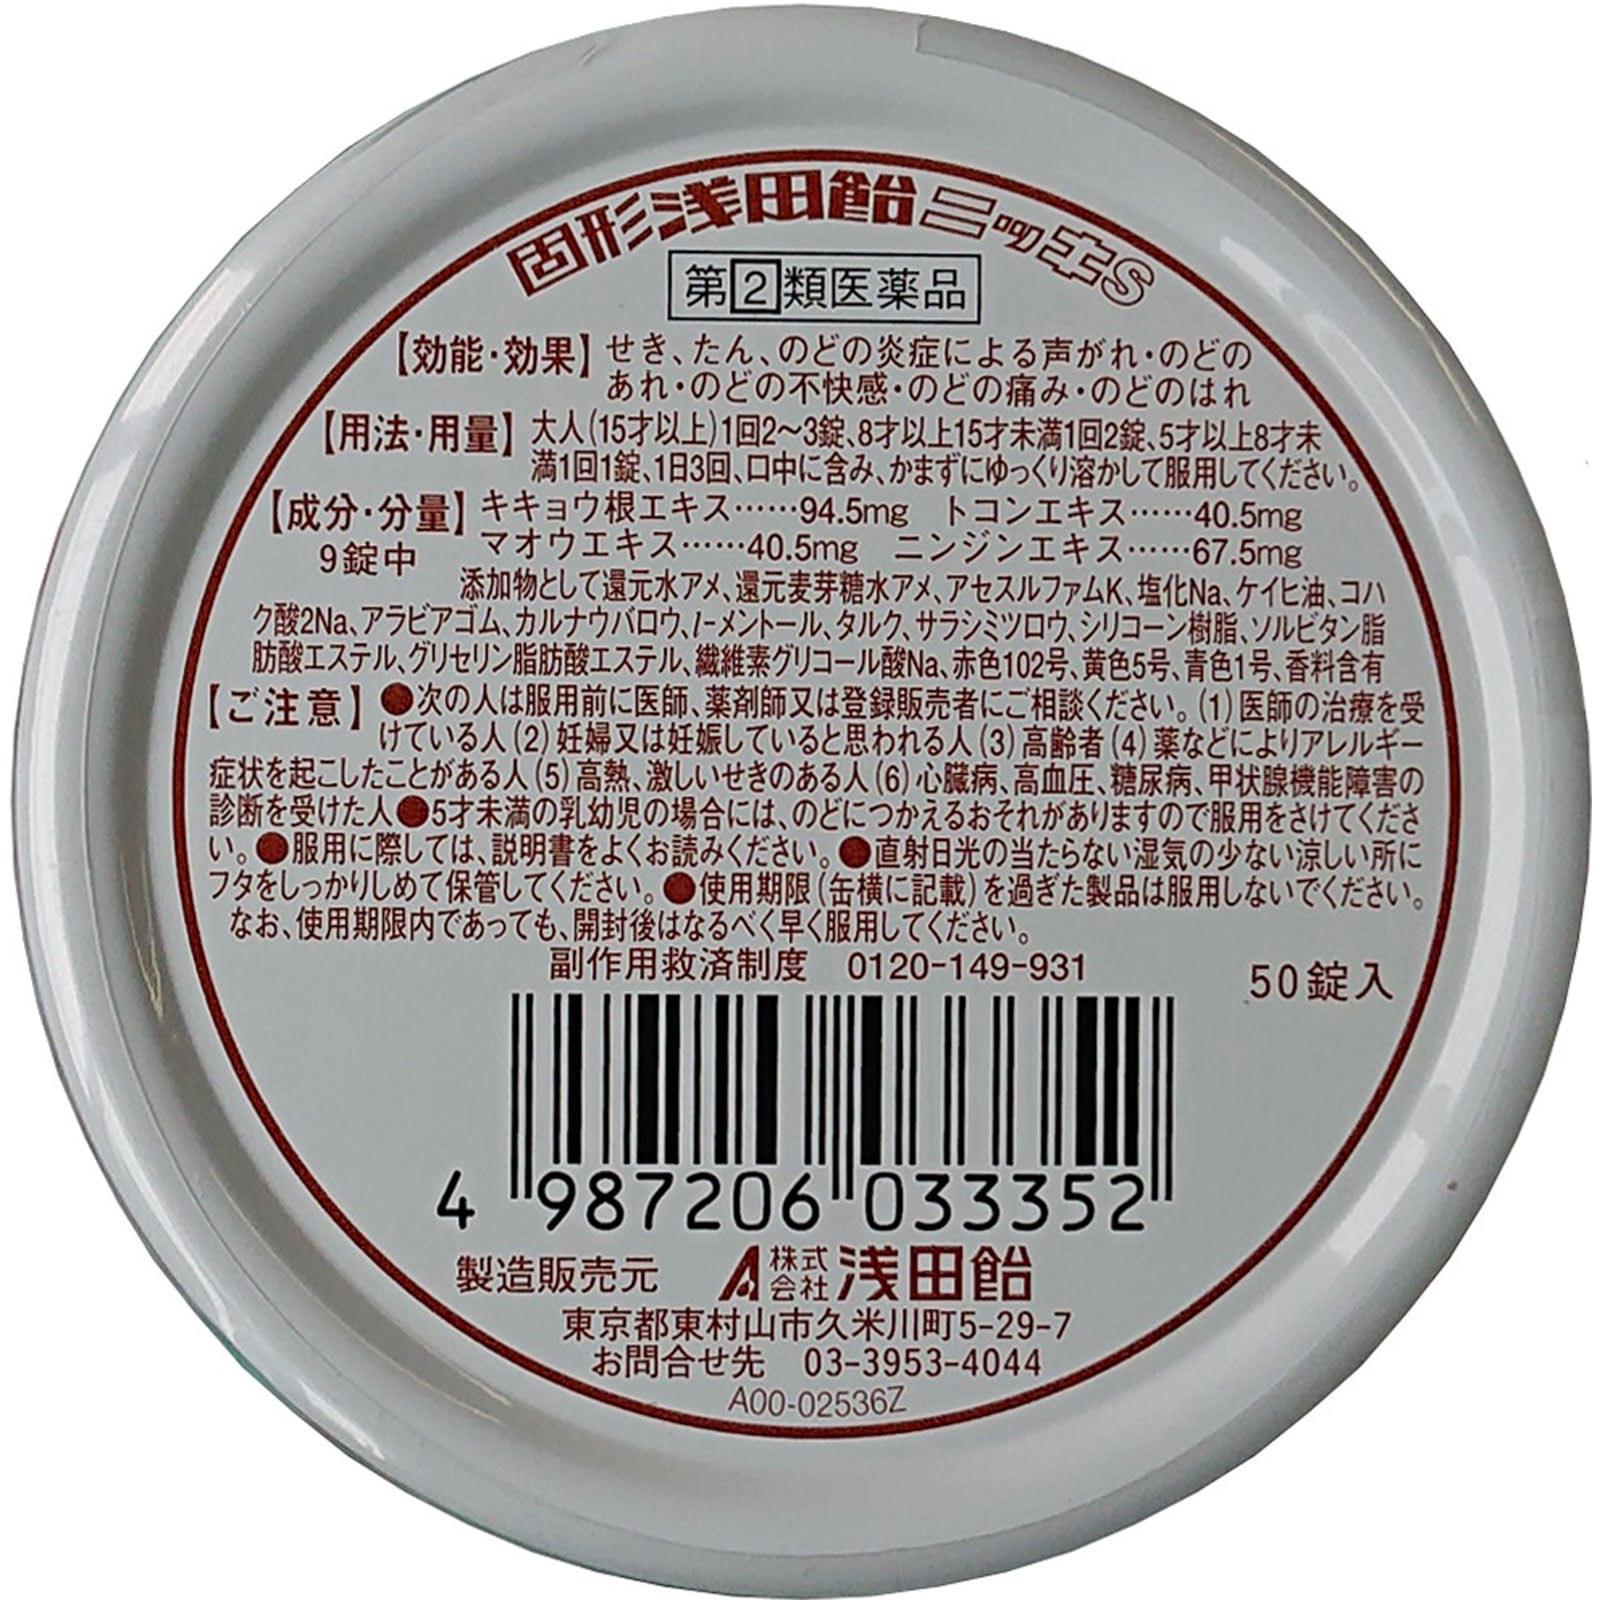 固形浅田飴ニッキS
第②類医薬品
【効能・効果】せき、たん、のどの炎症による声がれ・のどの
あれ・のどの不快感・のどの痛み・のどのはれ
【用法・用量】大人(15才以上)1回2〜3錠、8才以上15才未満1回2錠、5才以上8才未
満1回1錠、1日3回、口中に含み、かまずにゆっくり溶かして服用してください。
【成分・分量】キキョウ根エキス……94.5mg トコンエキス……40.5mg
9錠中 マオウエキス……40.5mg ニンジンエキス……67.5mg
添加物として還元水アメ、還元麦芽糖水アメ、アセスルファムK、塩化Na、ケイヒ油、コハ
ク酸2Na、アラビアゴム、カルナウバロウ、l-メントール、タルク、サラシミツロウ、シリコーン樹脂、ソルビタン脂
肪酸エステル、グリセリン脂肪酸エステル、繊維素グリコール酸Na、赤色102号、黄色5号、青色1号、香料含有
【ご注意】●次の人は服用前に医師、薬剤師又は登録販売者にご相談ください。(1)医師の治療を受
けている人(2)妊婦又は妊娠していると思われる人(3)高齢者(4)薬などによりアレルギー
症状を起こしたことがある人(5)高熱、激しいせきのある人(6)心臓病、高血圧、糖尿病、甲状腺機能障害の
診断を受けた人●5才未満の乳幼児の場合には、のどにつかえるおそれがありますので服用をさけてくださ
い。●服用に際しては、説明書をよくお読みください。●直射日光の当たらない湿気の少ない涼しい所に
フタをしっかりしめて保管してください。●使用期限(缶横に記載)を過ぎた製品は服用しないでください。
なお、使用期限内であっても、開封後はなるべく早く服用してください。
副作用救済制度 0120-149-931
50錠入
4 987206 033352
製造販売元 株式会社 浅田飴
東京都東村山市久米川町5-29-7
お問合せ先 03-3953-4044
A00-02536Z